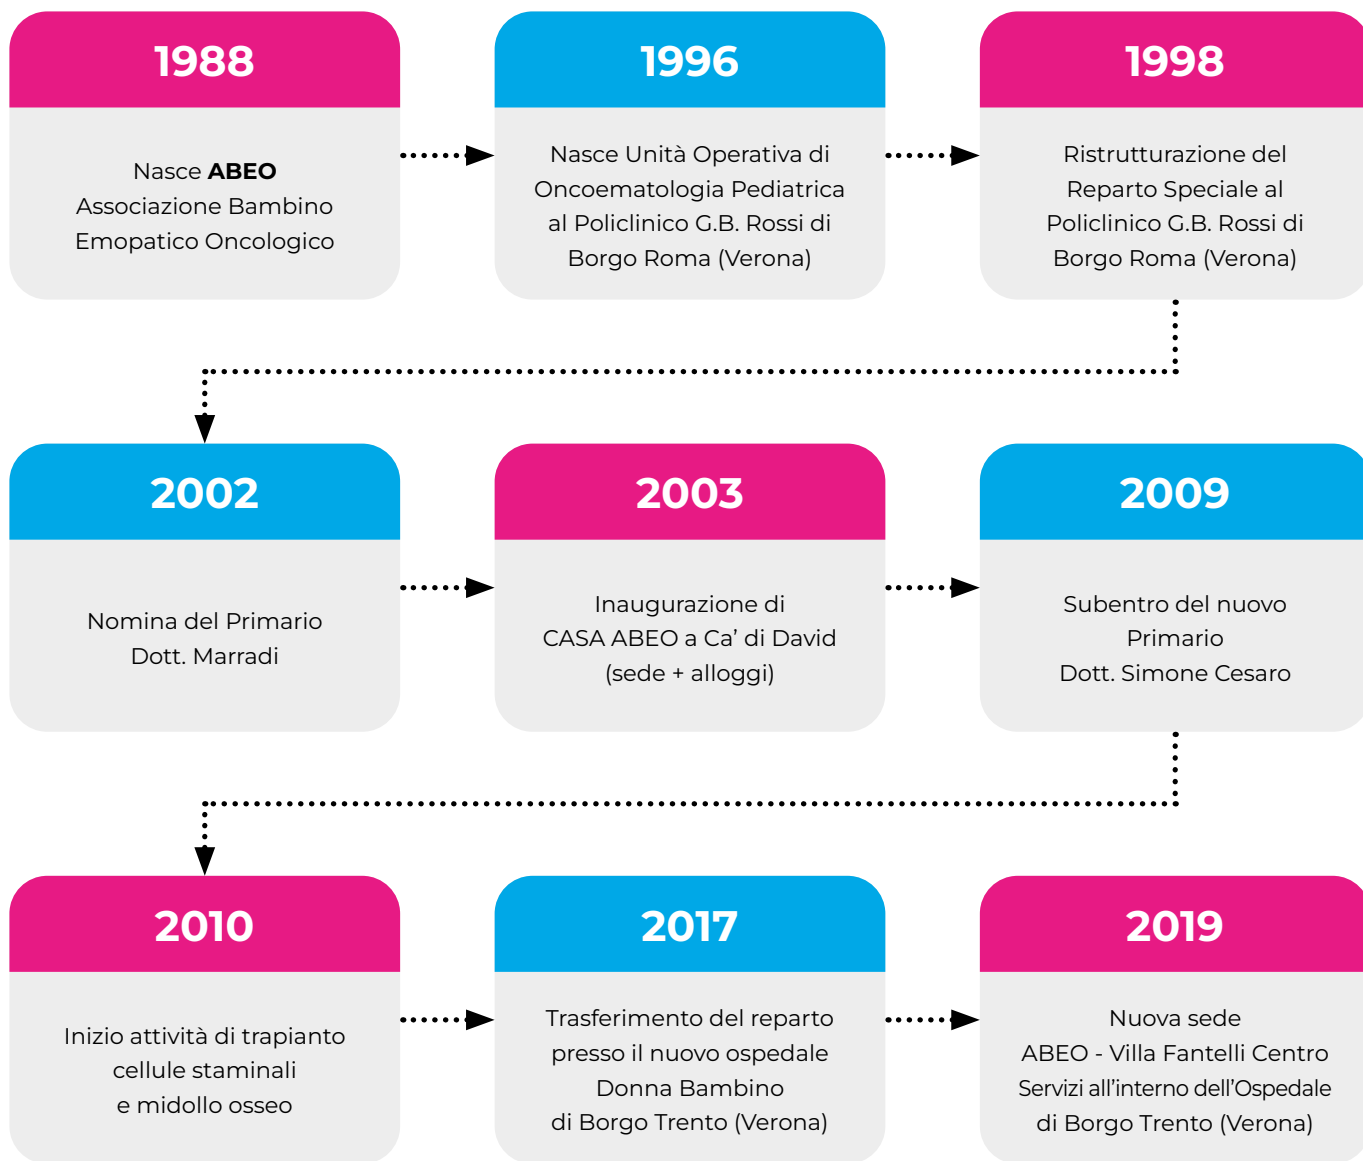 1988
Nasce ABEO
Associazione Bambino
Emopatico Oncologico
1996
Nasce Unità Operativa di
Oncoematologia Pediatrica
al Policlinico G.B. Rossi di
Borgo Roma (Verona)
1998
Ristrutturazione del
Reparto Speciale al
Policlinico G.B. Rossi di
Borgo Roma (Verona)
2002
Nomina del Primario
Dott. Marradi
2003
Inaugurazione di
CASA ABEO a Ca’ di David
(sede + alloggi)
2009
Subentro del nuovo
Primario
Dott. Simone Cesaro
2010
Inizio attività di trapianto
cellule staminali
e midollo osseo
2017
Trasferimento del reparto
presso il nuovo ospedale
Donna Bambino
di Borgo Trento (Verona)
2019
Nuova sede
ABEO - Villa Fantelli Centro
Servizi all’interno dell’Ospedale
di Borgo Trento (Verona)